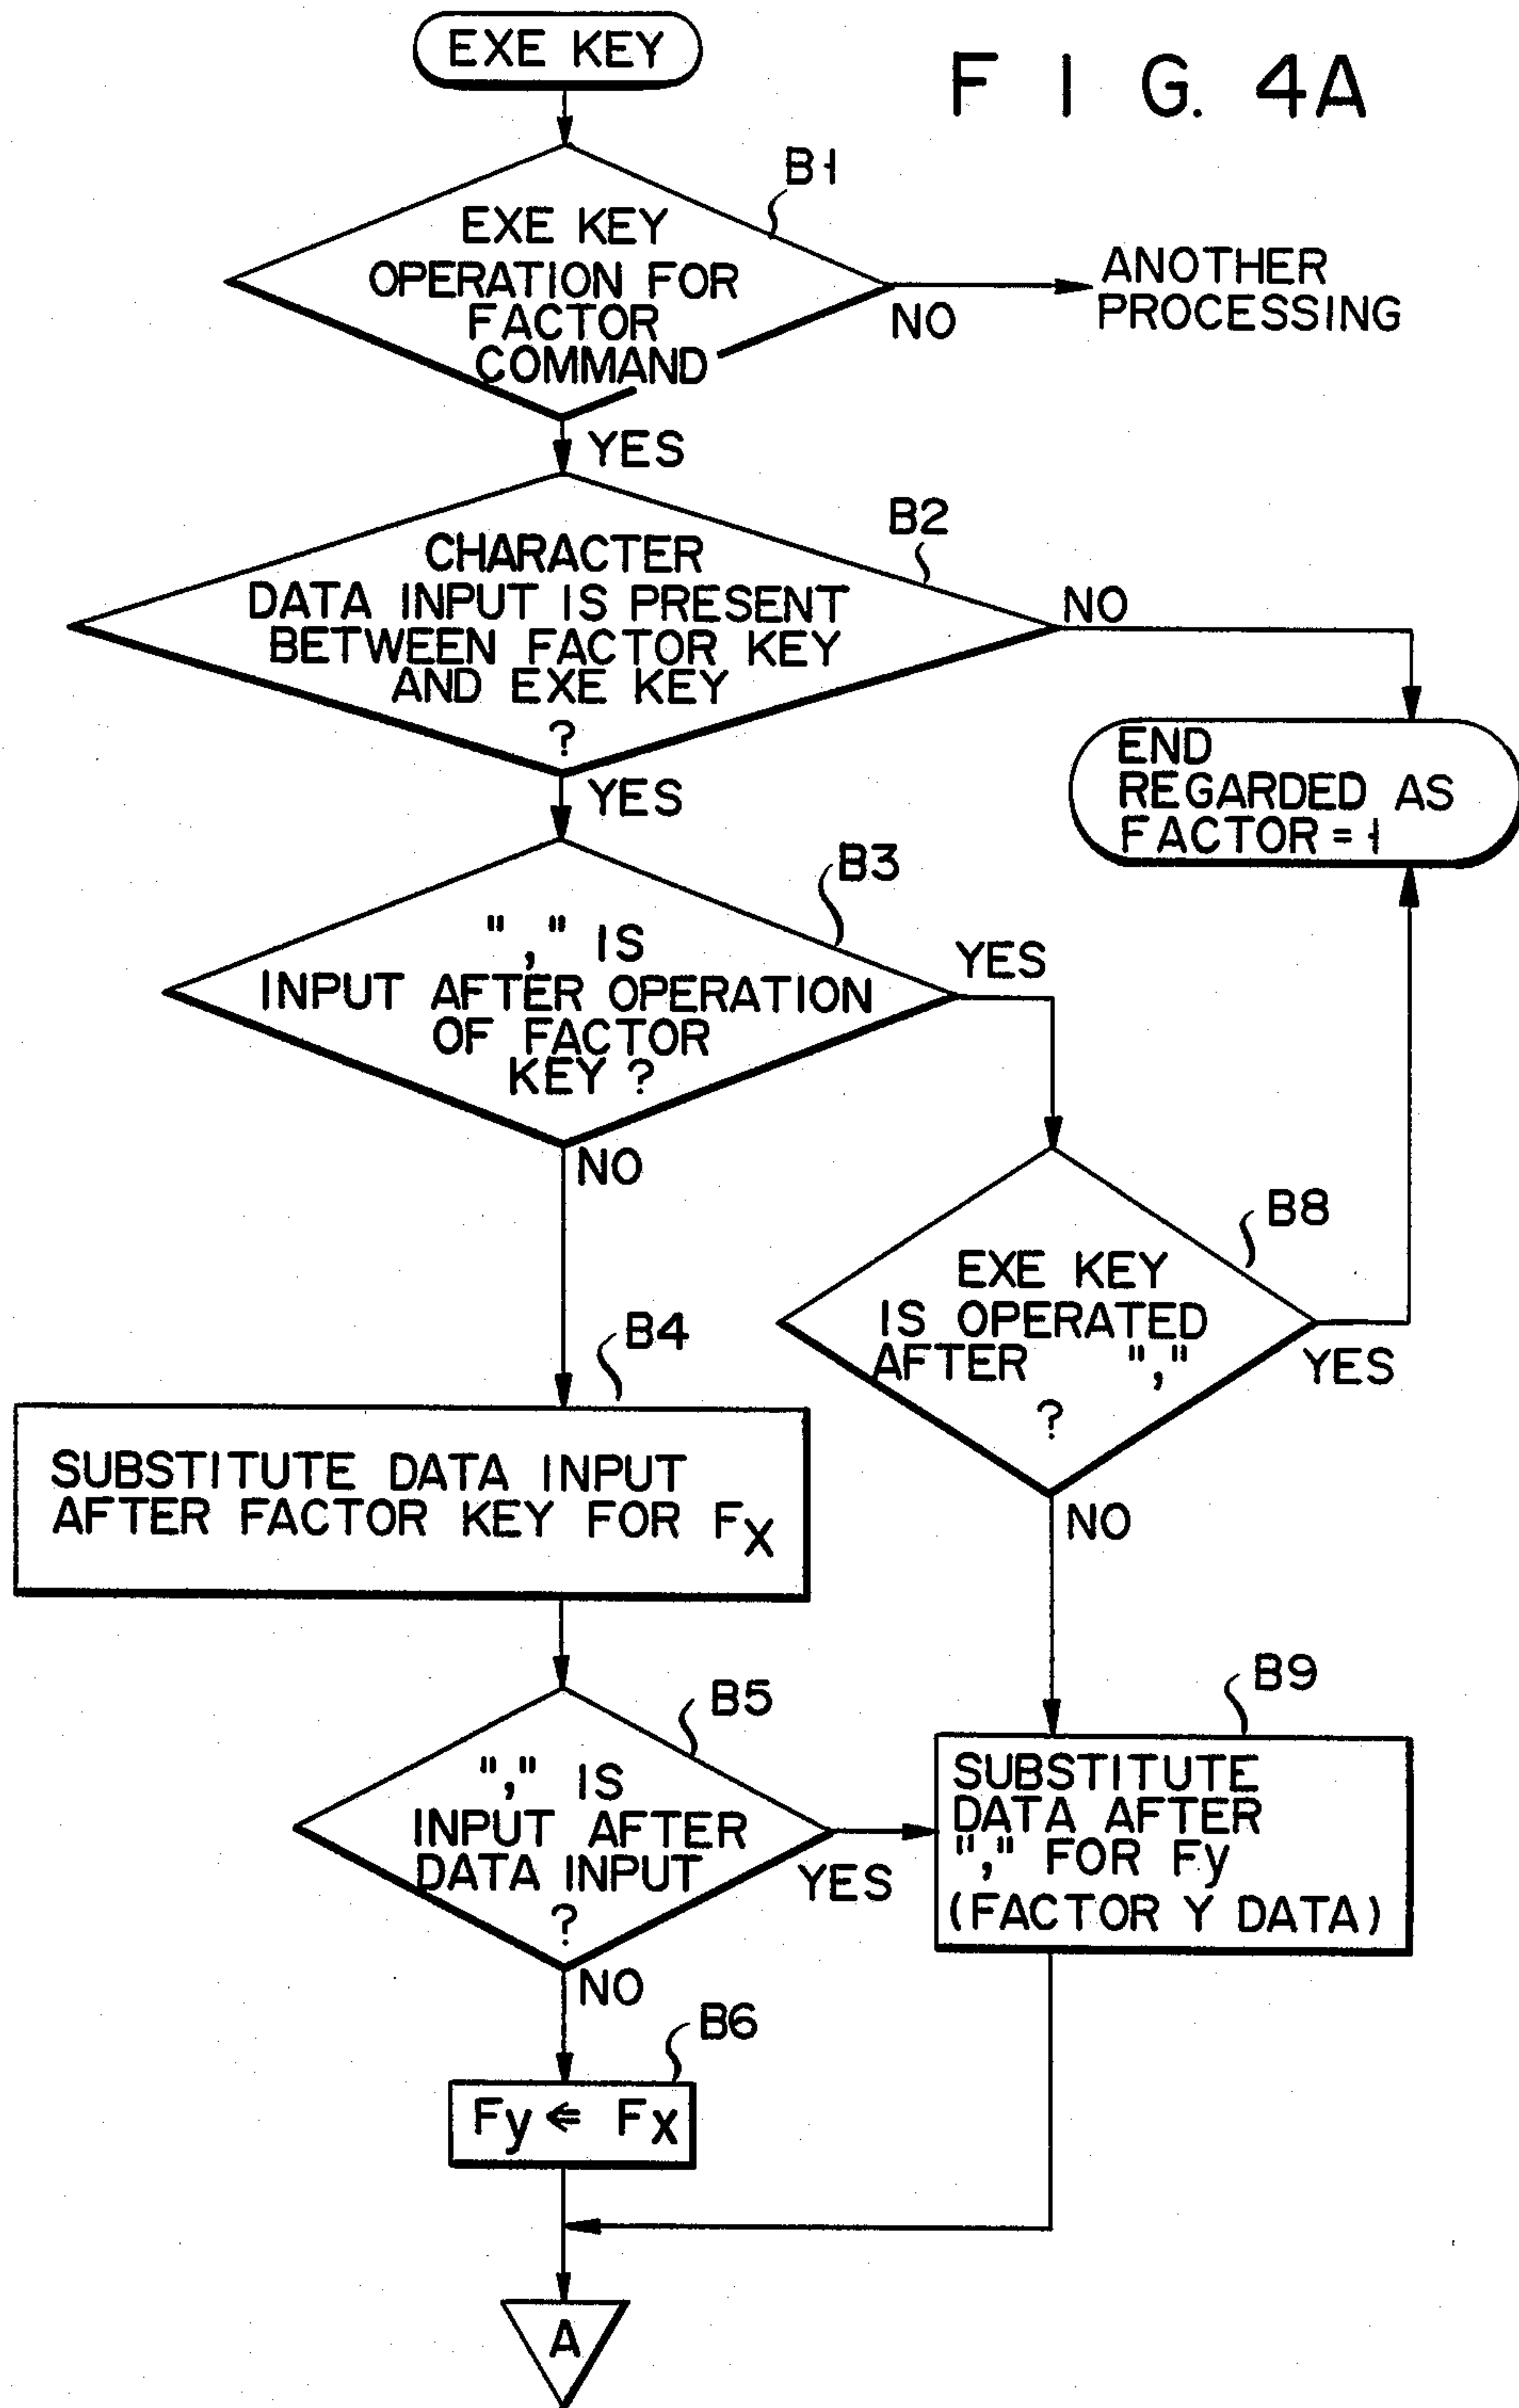 EXE KEY
F I G. 4A
B1
EXE KEY
OPERATION FOR
FACTOR
COMMAND
NO
ANOTHER
PROCESSING
YES
B2
CHARACTER
DATA INPUT IS PRESENT
BETWEEN FACTOR KEY
AND EXE KEY
?
NO
YES
END
REGARDED AS
FACTOR = 1
B3
"," IS
INPUT AFTER OPERATION
OF FACTOR
KEY ?
YES
NO
B8
EXE KEY
IS OPERATED
AFTER ","
?
YES
NO
B4
SUBSTITUTE DATA INPUT
AFTER FACTOR KEY FOR Fx
B5
"," IS
INPUT AFTER
DATA INPUT
?
YES
NO
B9
SUBSTITUTE
DATA AFTER
"," FOR Fy
(FACTOR Y DATA)
B6
Fy ⇐ Fx
A